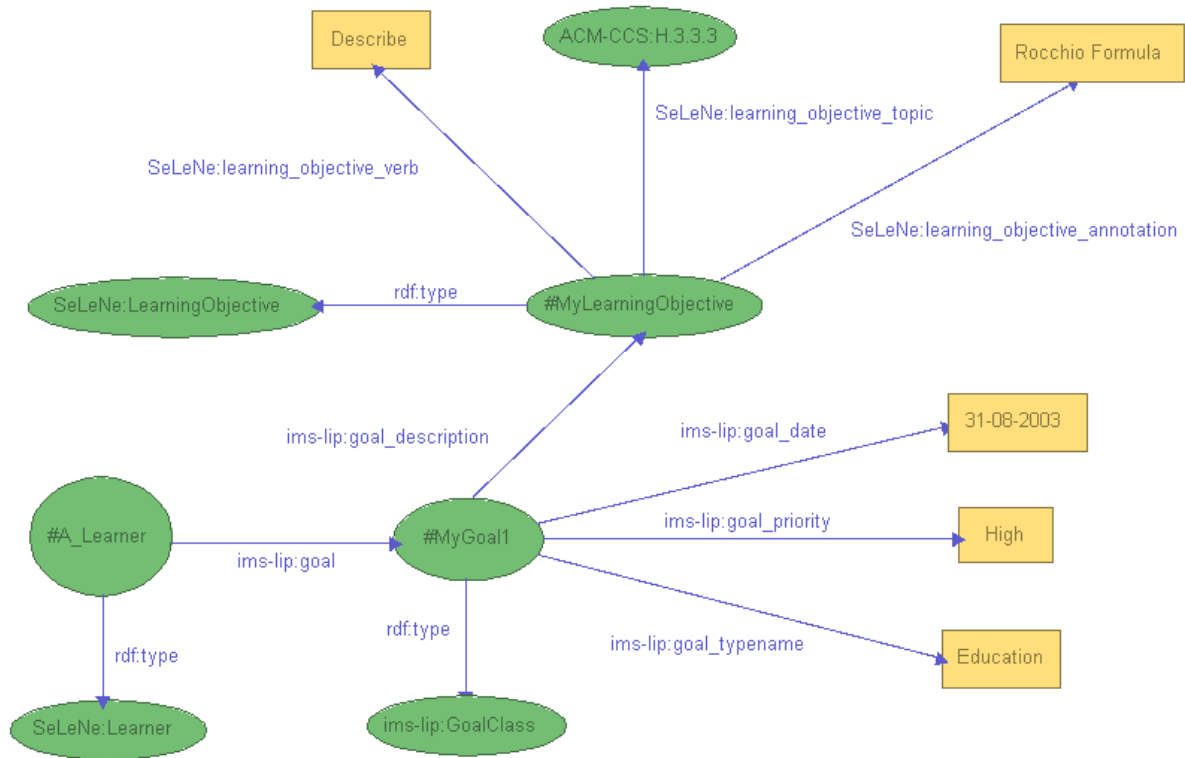 Describe
ACM-CCS:H.3.3.3
Rocchio Formula
SeLeNe:learning_objective_topic
SeLeNe:learning_objective_verb
SeLeNe:learning_objective_annotation
SeLeNe:LearningObjective
rdf:type
#MyLearningObjective
ims-lip:goal_description
ims-lip:goal_date
31-08-2003
#A_Learner
ims-lip:goal
#MyGoal1
ims-lip:goal_priority
High
rdf:type
rdf:type
ims-lip:goal_typename
Education
SeLeNe:Learner
ims-lip:GoalClass